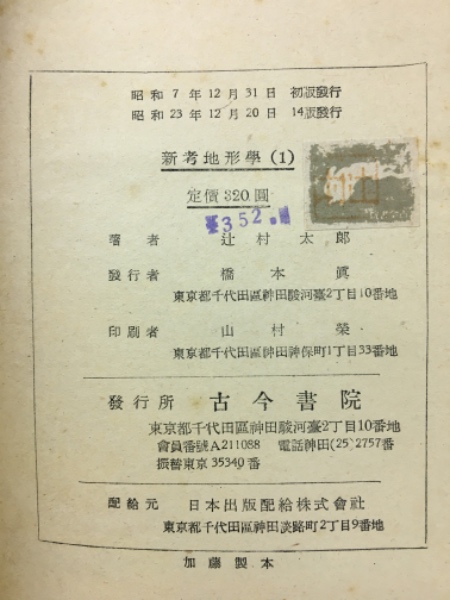 昭和 7 年 12 月 31 日 初版發行
昭和 23 年 12 月 20 日 14版發行
新考地形學 (1)
定價 320 圓
¥352.
著者 辻村太郎
發行者 橋本眞
東京都千代田區神田駿河臺2丁目10番地
印刷者 山村榮
東京都千代田區神田神保町1丁目33番地
發行所 古今書院
東京都千代田區神田駿河臺2丁目10番地
會員番號A211088 電話神田(25)2757番
振替東京 35340 番
配給元 日本出版配給株式會社
東京都千代田區神田淡路町2丁目9番地
加藤製本